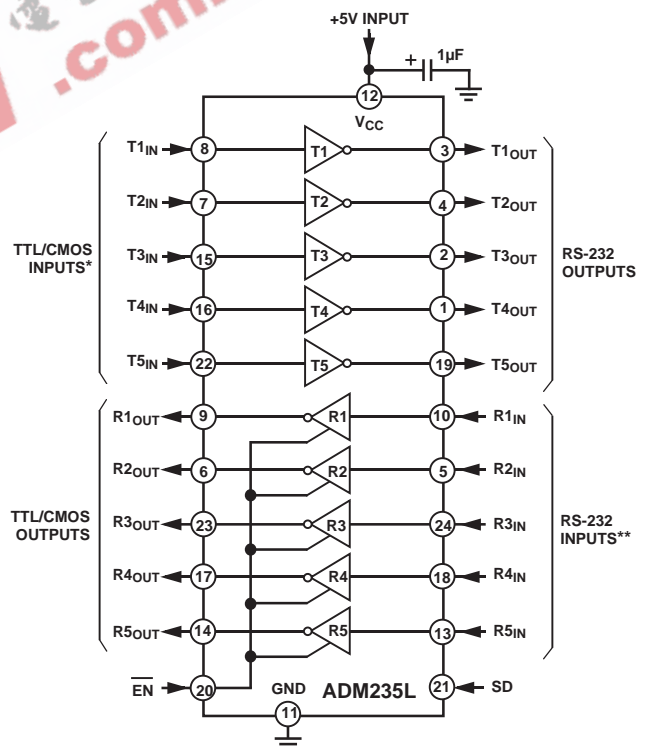 .com
+5V INPUT
+ 1µF
12
VCC
T1IN 8 T1 3 T1OUT
T2IN 7 T2 4 T2OUT
TTL/CMOS INPUTS* T3IN 15 T3 2 T3OUT RS-232 OUTPUTS
T4IN 16 T4 1 T4OUT
T5IN 22 T5 19 T5OUT
R1OUT 9 R1 10 R1IN
R2OUT 6 R2 5 R2IN
TTL/CMOS OUTPUTS R3OUT 23 R3 24 R3IN RS-232 INPUTS**
R4OUT 17 R4 18 R4IN
R5OUT 14 R5 13 R5IN
EN 20 GND ADM235L 21 SD
11